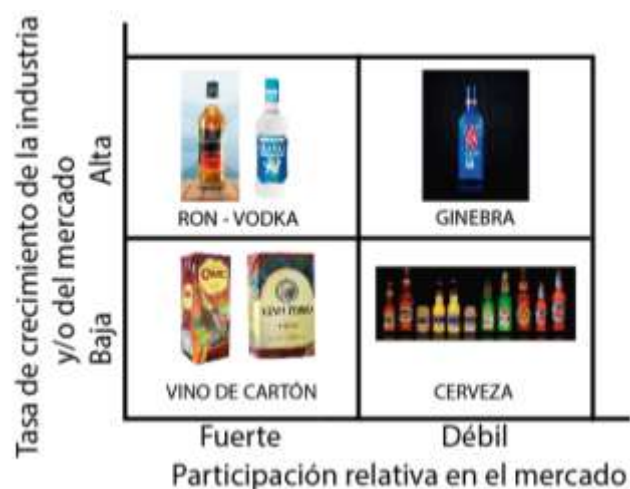 Tasa de crecimiento de la industria
y/o del mercado
Alta
Baja
RON - VODKA
GINEBRA
VINO DE CARTÓN
CERVEZA
Fuerte
Débil
Participación relativa en el mercado